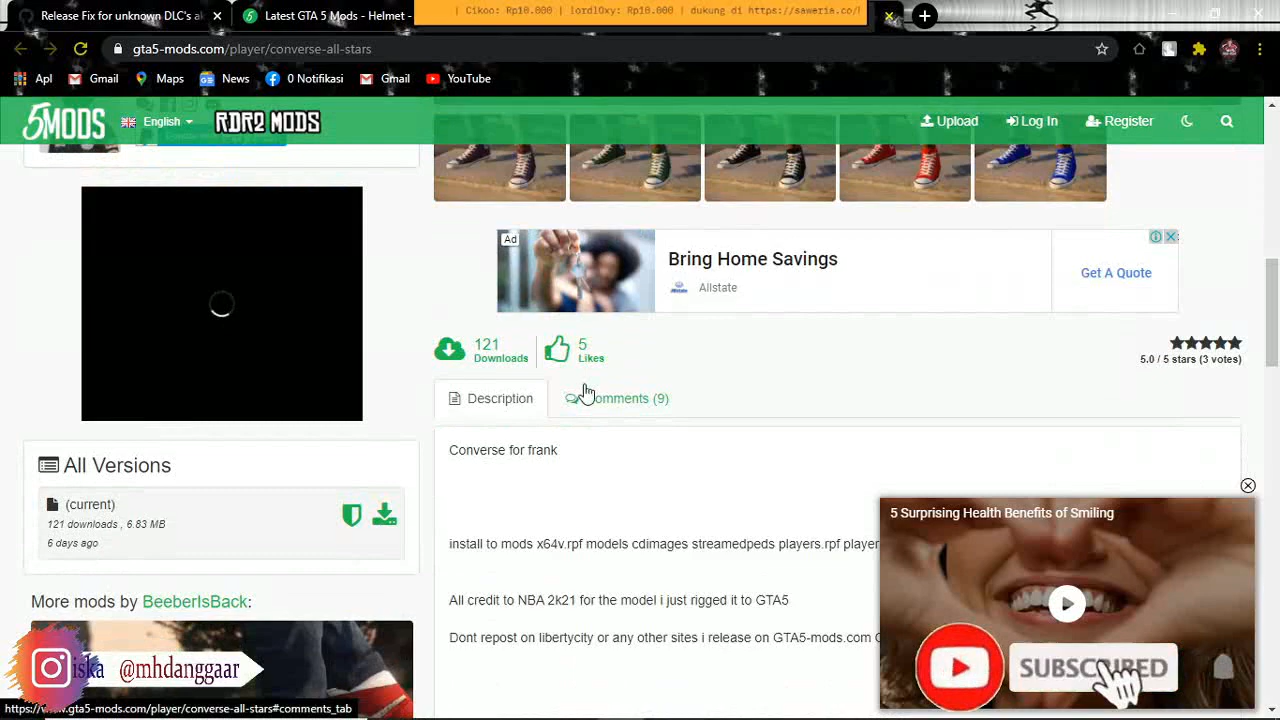 Release Fix handthrown DLC's al
Latest GTA 5 Mods - Helmet -
| Cikoo: Rp10.000 | lordlOxy: Rp10.000 | dukung di https://saweria.co/
gta5-mods.com/player/converse-all-stars
Apl
Gmail
Maps
News
0 Notifikasi
Gmail
YouTube
5MODS
English
RDR2 MODS
Upload
Log In
Register
Ad
Bring Home Savings
Allstate
Get A Quote
121
Downloads
5
Likes
5.0 / 5 stars (3 votes)
Description
Comments (9)
All Versions
(current)
121 downloads , 6.83 MB
6 days ago
More mods by BeeberIsBack:
Converse for frank
install to mods x64v.rpf models cdimages streamedpeds players.rpf player
All credit to NBA 2k21 for the model i just rigged it to GTA5
Dont repost on libertycity or any other sites i release on GTA5-mods.com
5 Surprising Health Benefits of Smiling
SUBSCRIBED
iska @mhdanggaar
https://www.gta5-mods.com/player/converse-all-stars#comments_tab